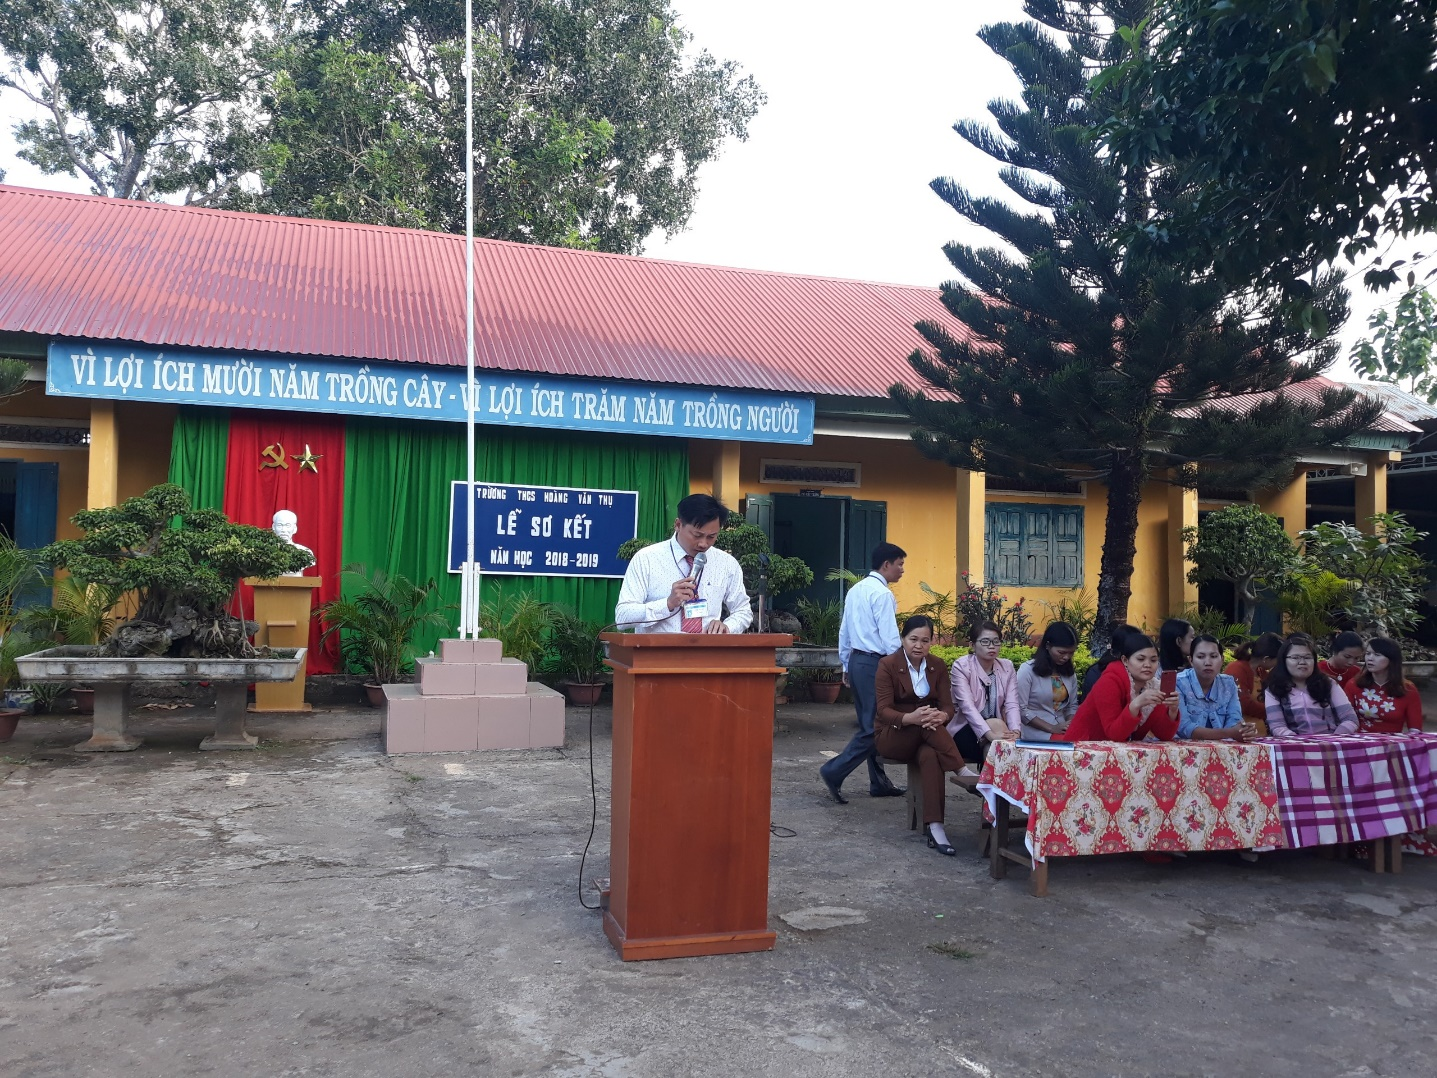 VÌ LỢI ÍCH MƯỜI NĂM TRỒNG CÂY - VÌ LỢI ÍCH TRĂM NĂM TRỒNG NGƯỜI
TRƯỜNG THCS HOÀNG VĂN THỤ
LỄ SƠ KẾT
NĂM HỌC 2018-2019